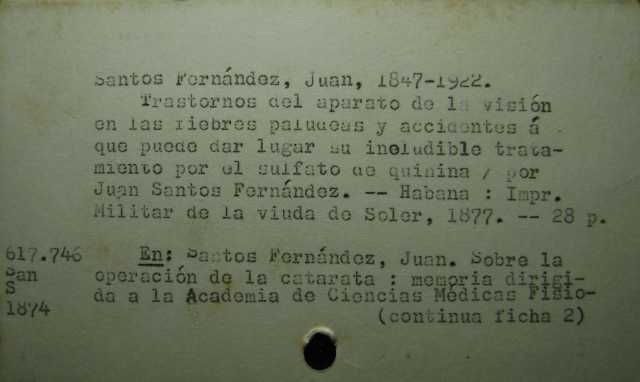 Santos Fernández, Juan, 1847-1922.
Trastornos del aparato de la visión
en las fiebres paludeas y accidentes á
que puede dar lugar su ineludible trata-
miento por el sulfato de quinina / por
Juan Santos Fernández. -- Habana : Impr.
Militar de la viuda de Soler, 1877. -- 28 p.
617.746 En: Santos Fernández, Juan. Sobre la
San operación de la catarata : memoria dirigi-
S da a la Academia de Ciencias Médicas Fisio-
1874 (continua ficha 2)